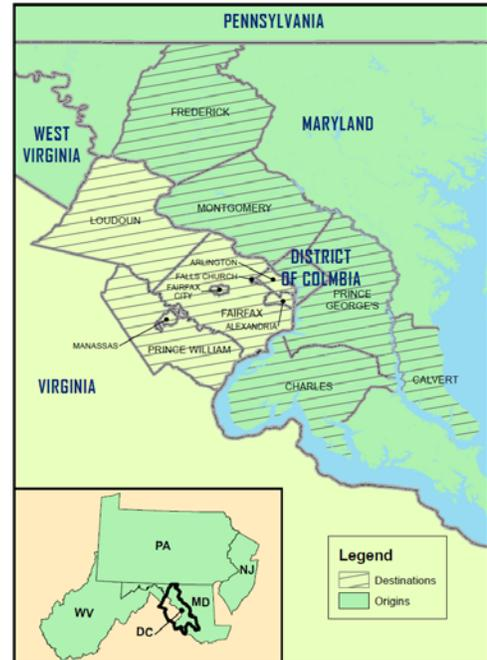 PENNSYLVANIA
FREDERICK
WEST
VIRGINIA
MARYLAND
LOUDOUN
MONTGOMERY
ARLINGTON
FALLS CHURCH
FAIRFAX
CITY
DISTRICT
OF COLMBIA
PRINCE
GEORGE'S
FAIRFAX
ALEXANDRIA
MANASSAS
PRINCE WILLIAM
VIRGINIA
CHARLES
CALVERT
PA
NJ
WV
MD
DC
Legend
Destinations
Origins